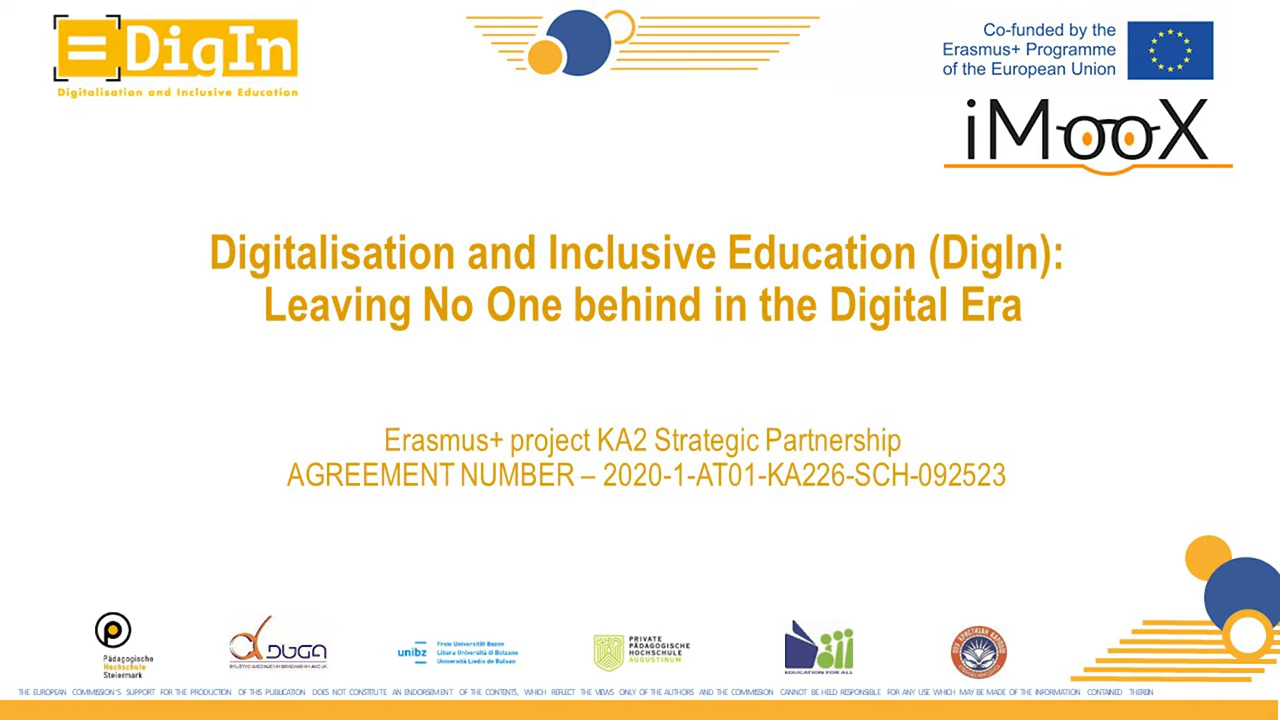 =DigIn
Digitalisation and Inclusive Education
Co-funded by the
Erasmus+ Programme
of the European Union
iMooX
Digitalisation and Inclusive Education (DigIn):
Leaving No One behind in the Digital Era
Erasmus+ project KA2 Strategic Partnership
AGREEMENT NUMBER – 2020-1-AT01-KA226-SCH-092523
Pädagogische
Hochschule
Steiermark
DUGA
unibz
Freie Universität Bozen
Libera Università di Bolzano
Università Liedia de Bulsan
PRIVATE
PÄDAGOGISCHE
HOCHSCHULE
AUGUSTINUM
EDUCATION FOR ALL
THE EUROPEAN COMMISSION'S SUPPORT FOR THE PRODUCTION OF THIS PUBLICATION DOES NOT CONSTITUTE AN ENDORSEMENT OF THE CONTENTS, WHICH REFLECT THE VIEWS ONLY OF THE AUTHORS AND THE COMMISSION CANNOT BE HELD RESPONSIBLE FOR ANY USE WHICH MAY BE MADE OF THE INFORMATION CONTAINED THEREIN